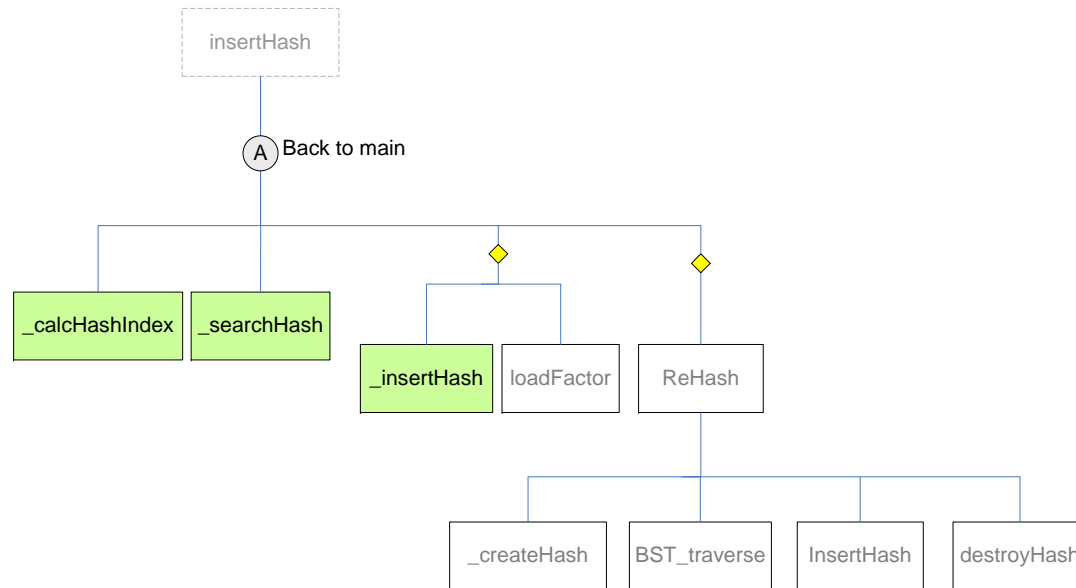 insertHash
A
Back to main
_calcHashIndex
_searchHash
_insertHash
loadFactor
ReHash
_createHash
BST_traverse
InsertHash
destroyHash